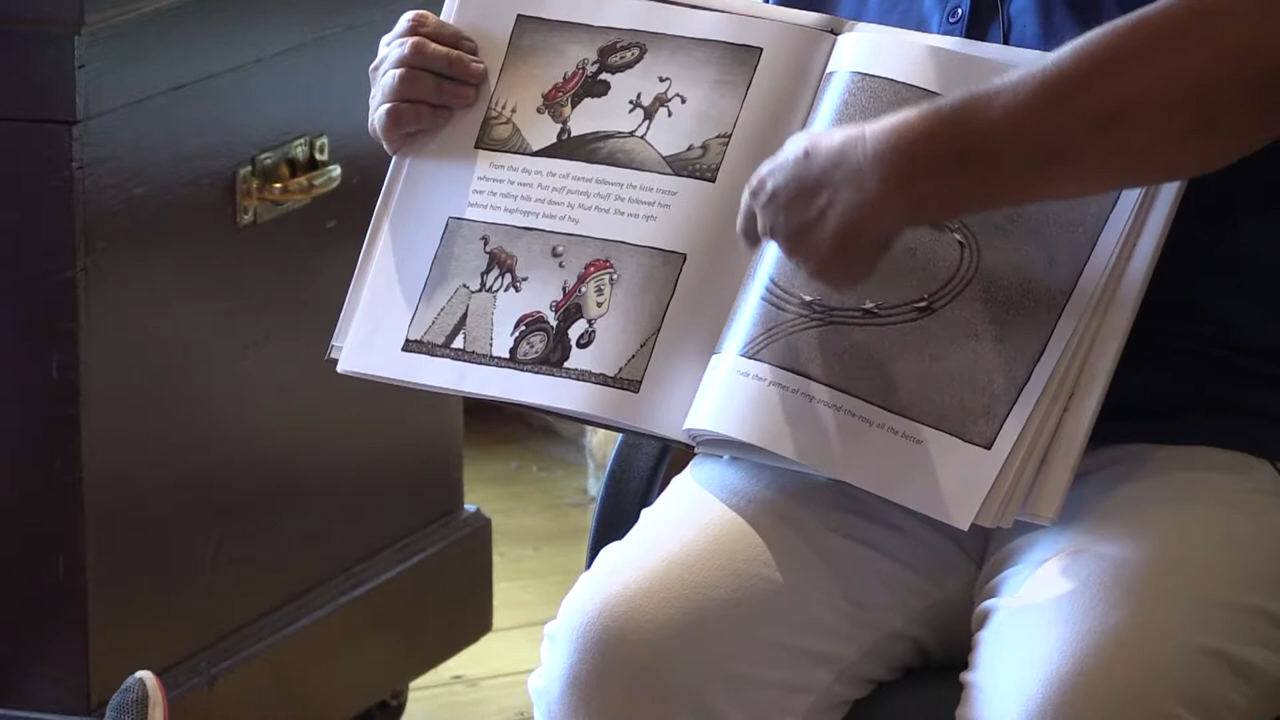 From that day on, the calf started following the little tractor
wherever he went. Putt puff puttedy chuff. She followed him
over the rolling hills and down by Mud Pond. She was right
behind him leapfrogging bales of hay.
made their games of ring-around-the-rosy all the better.